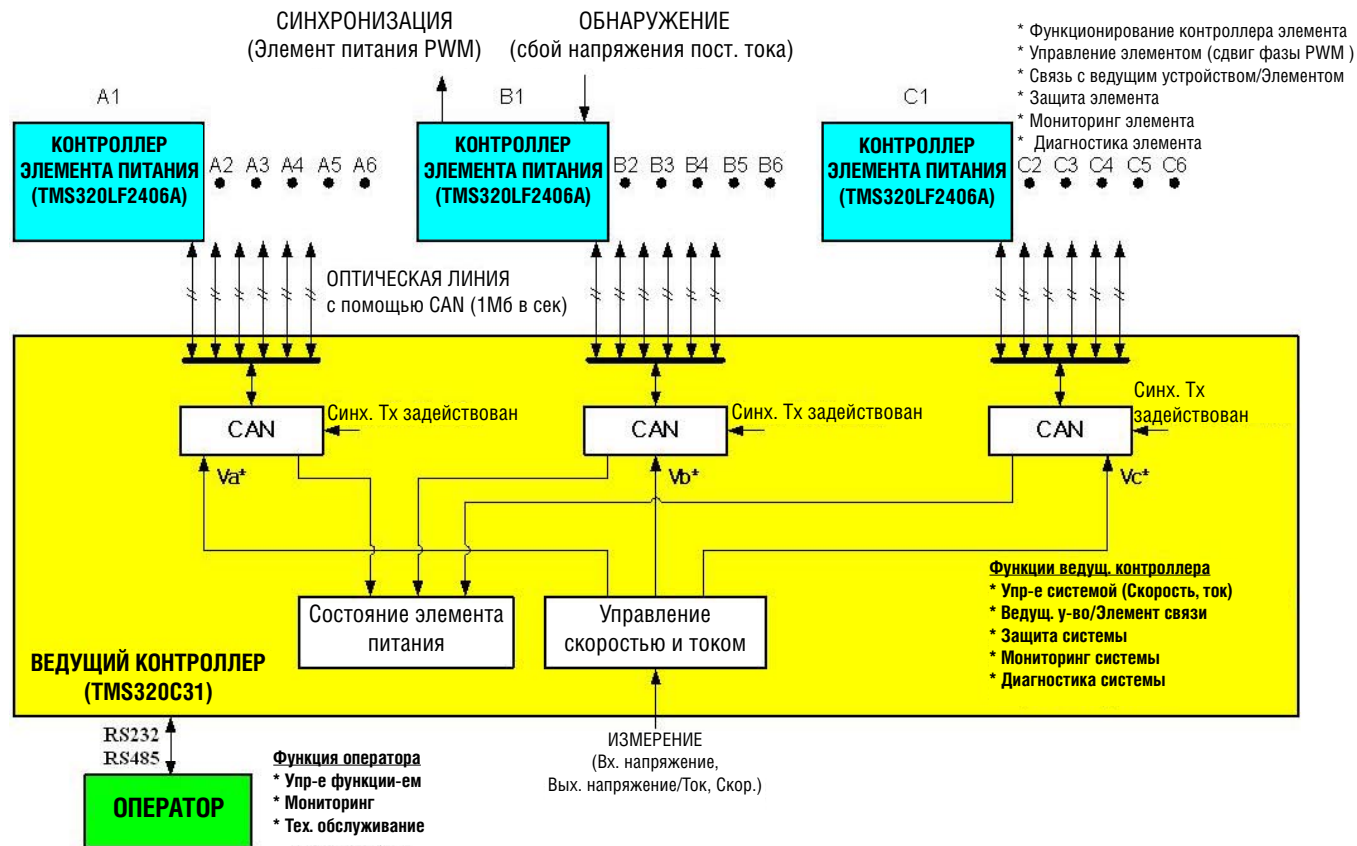 СИНХРОНИЗАЦИЯ
(Элемент питания PWM)
ОБНАРУЖЕНИЕ
(сбой напряжения пост. тока)
* Функционирование контроллера элемента
* Управление элементом (сдвиг фазы PWM )
* Связь с ведущим устройством/Элементом
* Защита элемента
* Мониторинг элемента
* Диагностика элемента
A1
B1
C1
КОНТРОЛЛЕР
ЭЛЕМЕНТА ПИТАНИЯ
(TMS320LF2406A)
A2 A3 A4 A5 A6
КОНТРОЛЛЕР
ЭЛЕМЕНТА ПИТАНИЯ
(TMS320LF2406A)
B2 B3 B4 B5 B6
КОНТРОЛЛЕР
ЭЛЕМЕНТА ПИТАНИЯ
(TMS320LF2406A)
C2 C3 C4 C5 C6
ОПТИЧЕСКАЯ ЛИНИЯ
с помощью CAN (1Мб в сек)
CAN
Синх. Тх задействован
CAN
Синх. Тх задействован
CAN
Синх. Тх
задействован
Va*
Vb*
Vc*
Состояние элемента
питания
Управление
скоростью и током
Функции ведущ. контроллера
* Упр-е системой (Скорость, ток)
* Ведущ. у-во/Элемент связи
* Защита системы
* Мониторинг системы
* Диагностика системы
ВЕДУЩИЙ КОНТРОЛЛЕР
(TMS320C31)
RS232
RS485
ИЗМЕРЕНИЕ
(Вх. напряжение,
Вых. напряжение/Ток, Скор.)
Функция оператора
* Упр-е функции-ем
* Мониторинг
* Тех. обслуживание
ОПЕРАТОР